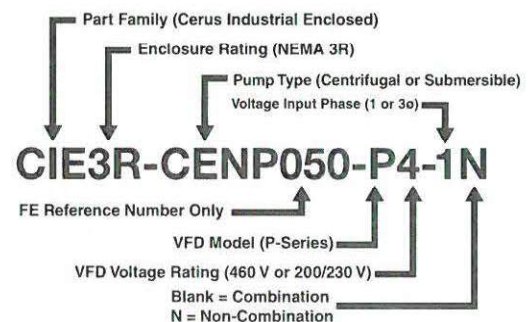 Part Family (Cerus Industrial Enclosed)
Enclosure Rating (NEMA 3R)
Pump Type (Centrifugal or Submersible)
Voltage Input Phase (1 or 3ø)
CIE3R-CENP050-P4-1N
FE Reference Number Only
VFD Model (P-Series)
VFD Voltage Rating (460 V or 200/230 V)
Blank = Combination
N = Non-Combination